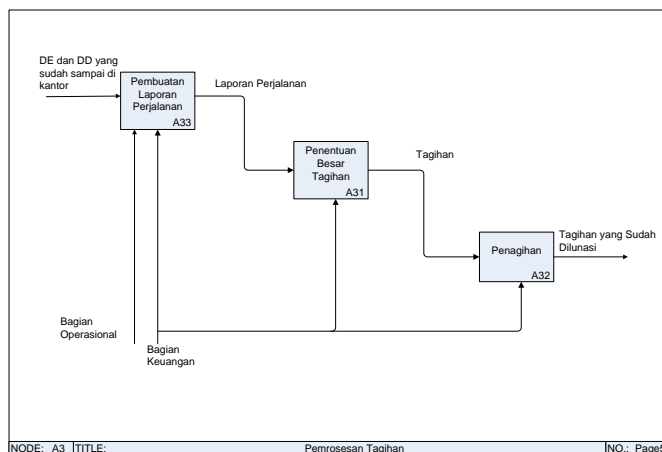 DE dan DD yang
sudah sampai di
kantor
Pembuatan
Laporan
Perjalanan
A33
Laporan Perjalanan
Penentuan
Besar
Tagihan
A31
Tagihan
Penagihan
A32
Tagihan yang Sudah
Dilunasi
Bagian
Operasional
Bagian
Keuangan
NODE: A3 TITLE: Pemrosesan Tagihan NO.: Page5